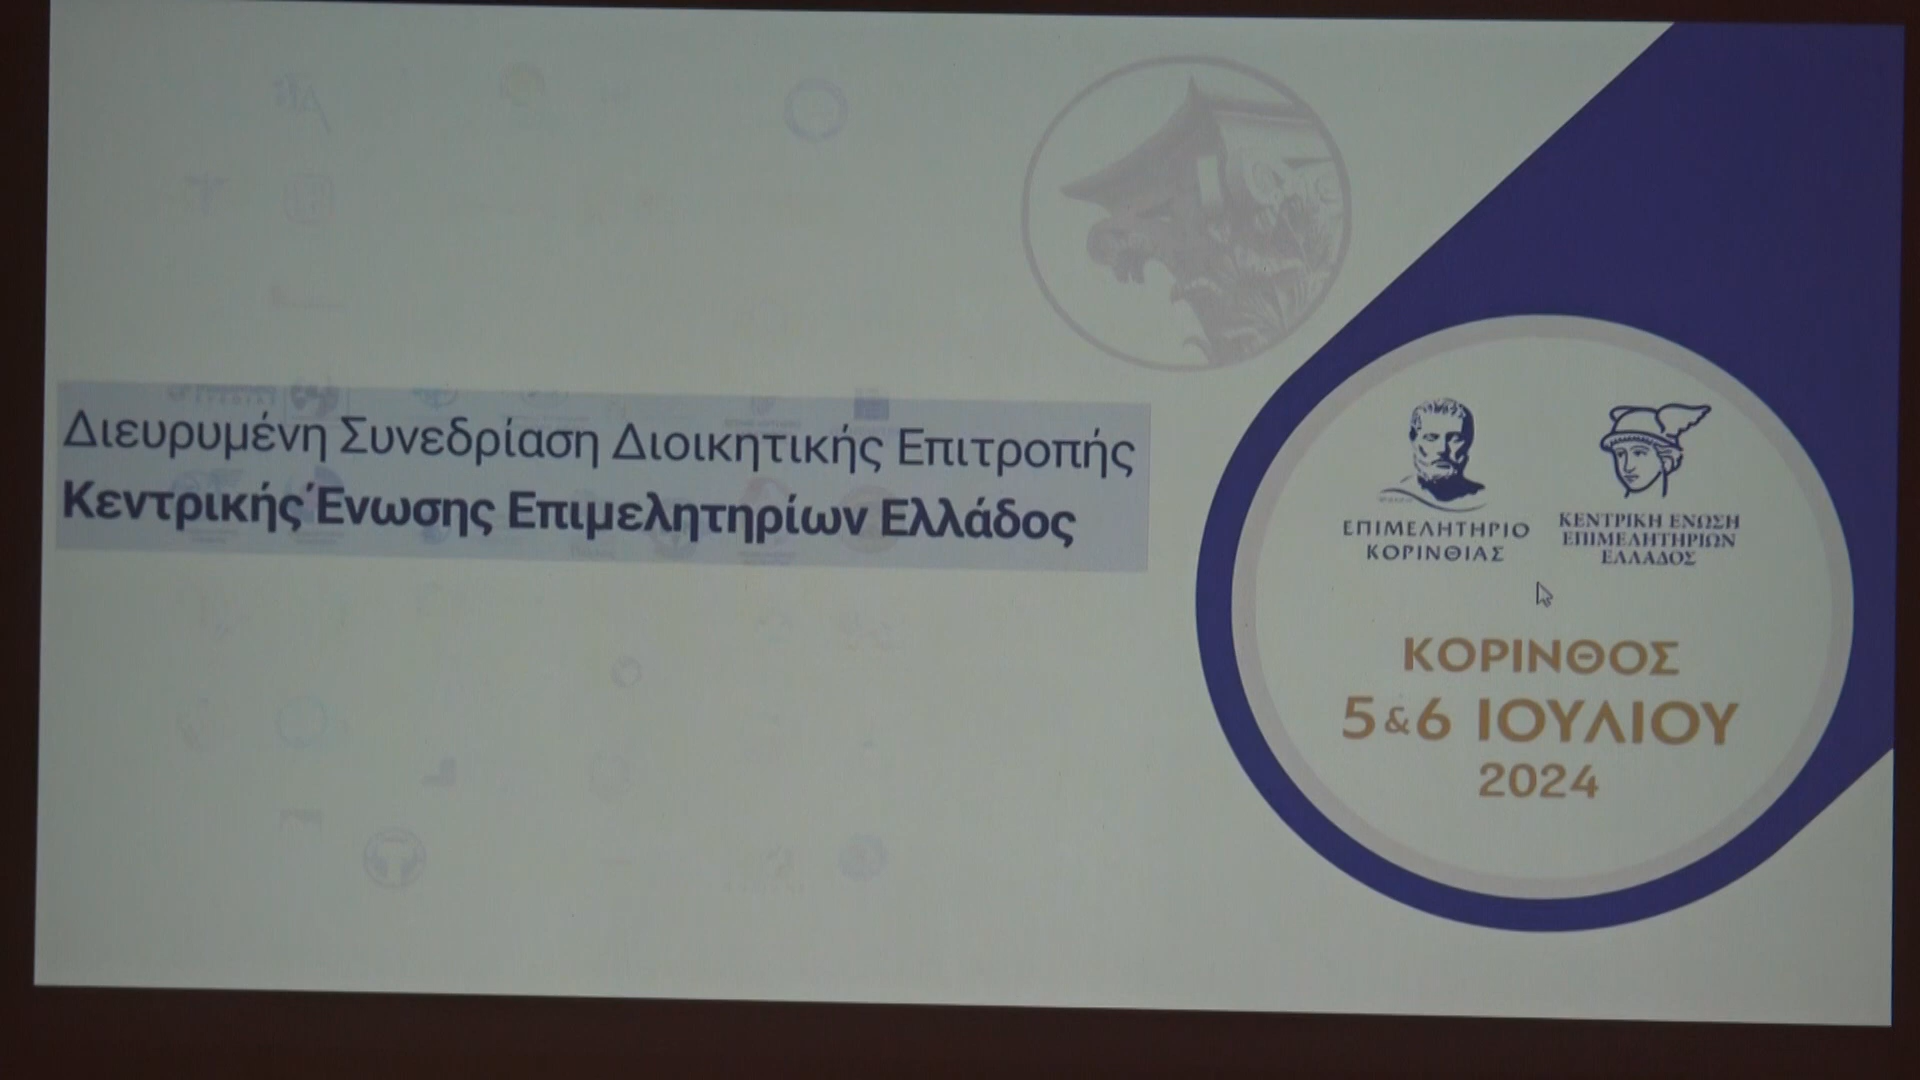 Διευρυμένη Συνεδρίαση Διοικητικής Επιτροπής
Κεντρικής Ένωσης Επιμελητηρίων Ελλάδος
ΕΠΙΜΕΛΗΤΗΡΙΟ
ΚΟΡΙΝΘΙΑΣ
ΚΕΝΤΡΙΚΗ ΕΝΩΣΗ
ΕΠΙΜΕΛΗΤΗΡΙΩΝ
ΕΛΛΑΔΟΣ
ΚΟΡΙΝΘΟΣ
5&6 ΙΟΥΛΙΟΥ
2024